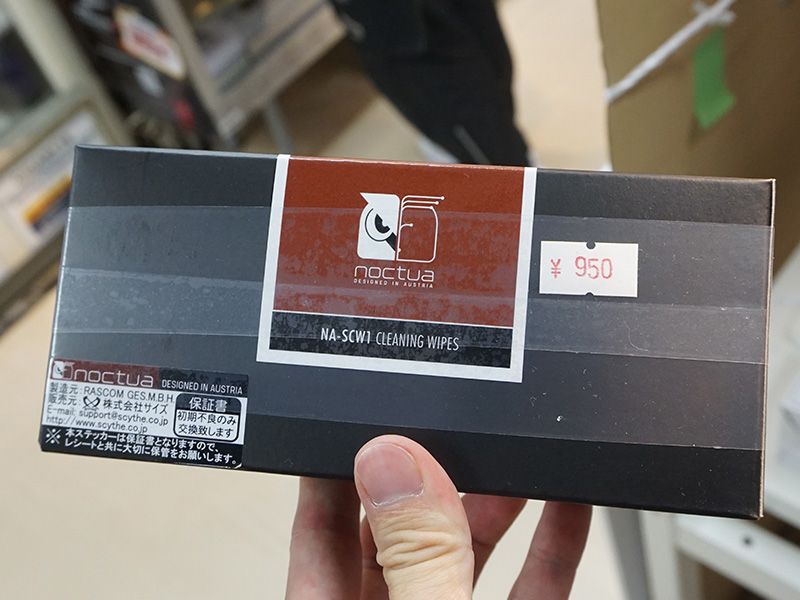 noctua
DESIGNED IN AUSTRIA
NA-SCW1 CLEANING WIPES
¥ 950
noctua DESIGNED IN AUSTRIA
製造元: RASCOM GES.M.B.H.
販売元: 株式会社サイズ
E-mail: support@scythe.co.jp
http://www.scythe.co.jp
保証書
初期不良のみ
交換致します
※ 本ステッカーは保証書となりますので、
レシートと共に大切に保管をお願いします。